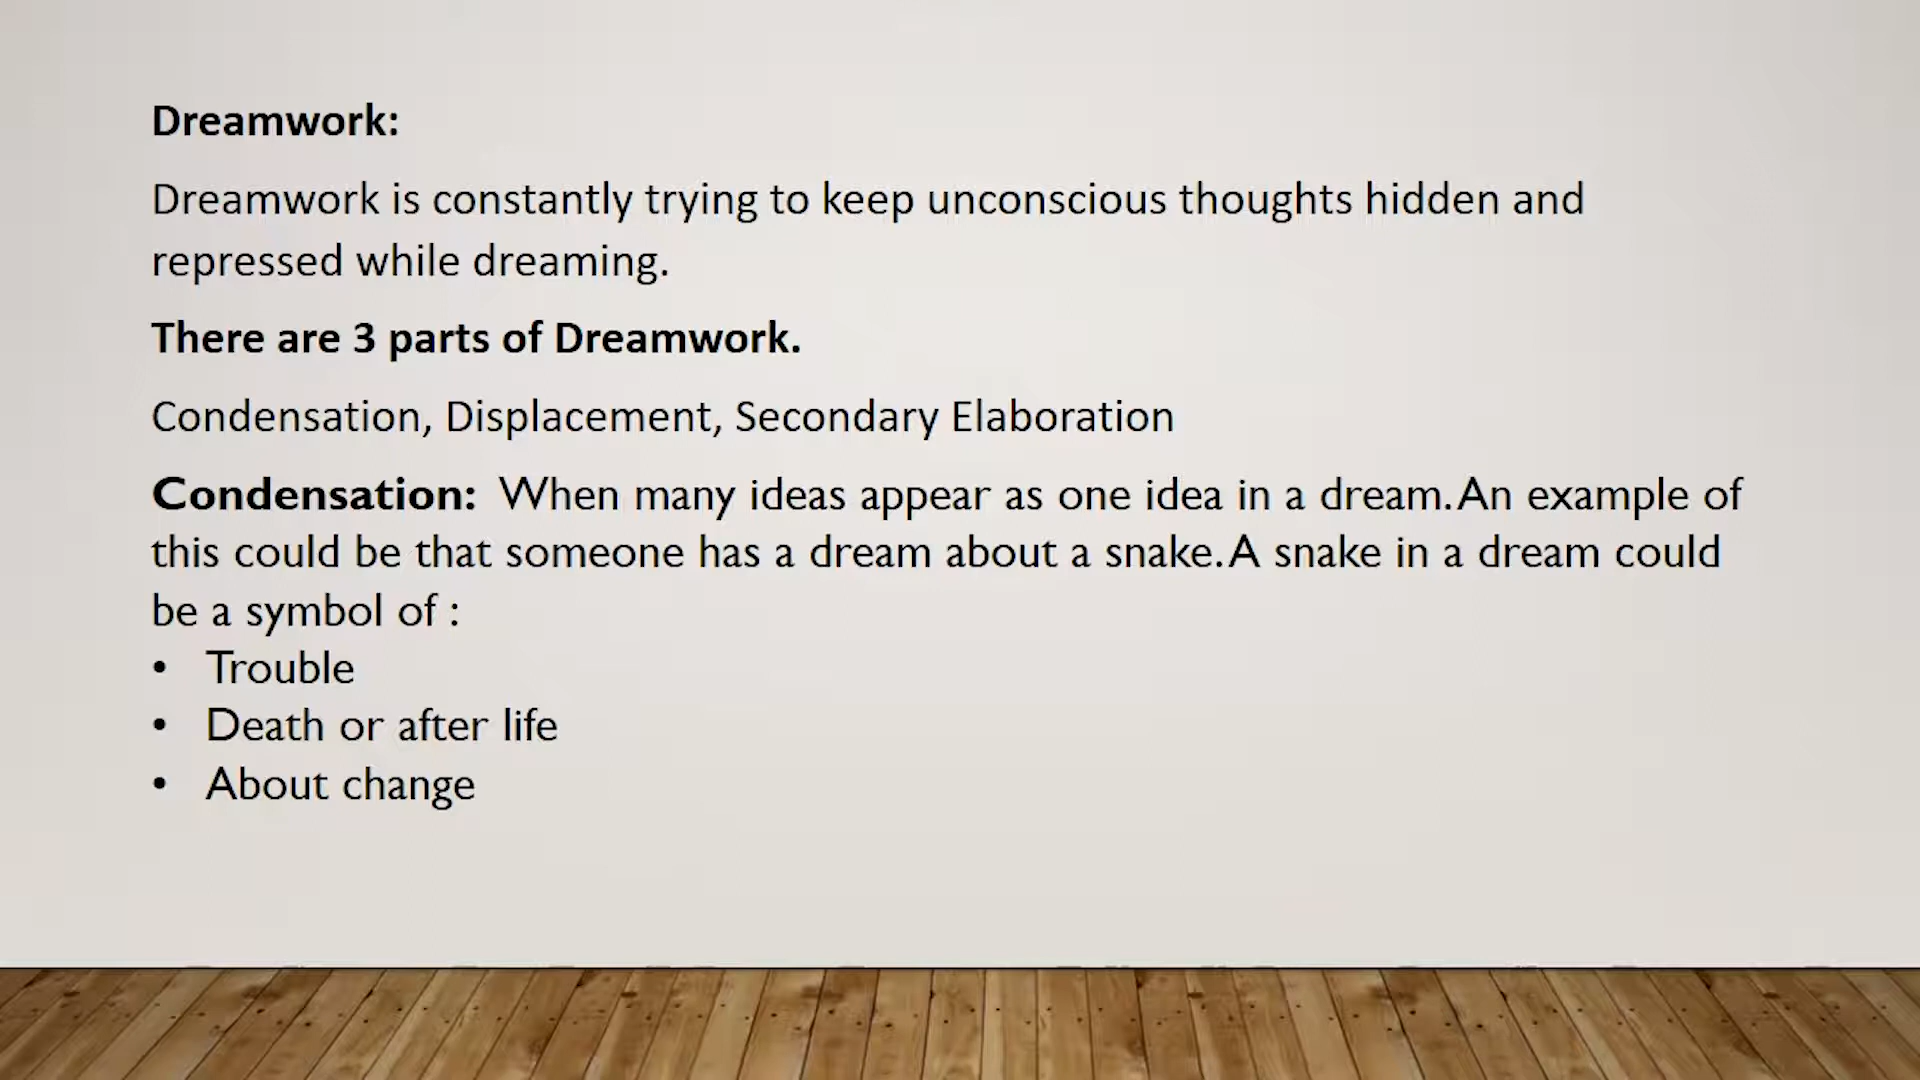 Dreamwork:
Dreamwork is constantly trying to keep unconscious thoughts hidden and
repressed while dreaming.
There are 3 parts of Dreamwork.
Condensation, Displacement, Secondary Elaboration
Condensation: When many ideas appear as one idea in a dream. An example of
this could be that someone has a dream about a snake. A snake in a dream could
be a symbol of :
• Trouble
• Death or after life
• About change